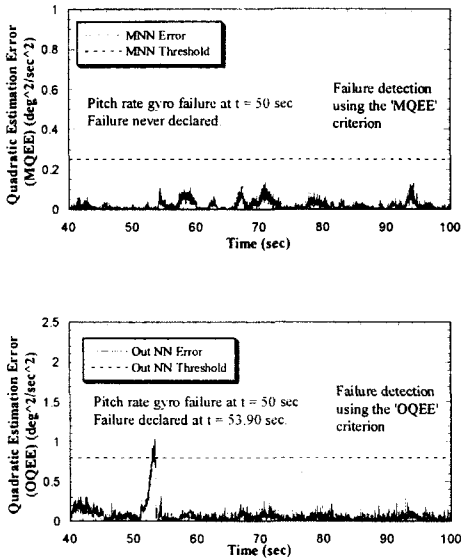 Quadratic Estimation Error
(MQEE) (deg^2/sec^2)
1
0.8
0.6
0.4
0.2
0
MNN Error
MNN Threshold
Pitch rate gyro failure at t = 50 sec
Failure never declared.
Failure detection
using the 'MQEE'
criterion
40 50 60 70 80 90 100
Time (sec)
Quadratic Estimation Error
(OQEE) (deg^2/sec^2)
2.5
2
1.5
1
0.5
0
Out NN Error
Out NN Threshold
Pitch rate gyro failure at t = 50 sec
Failure declared at t = 53.90 sec.
Failure detection
using the 'OQEE'
criterion
40 50 60 70 80 90 100
Time (sec)